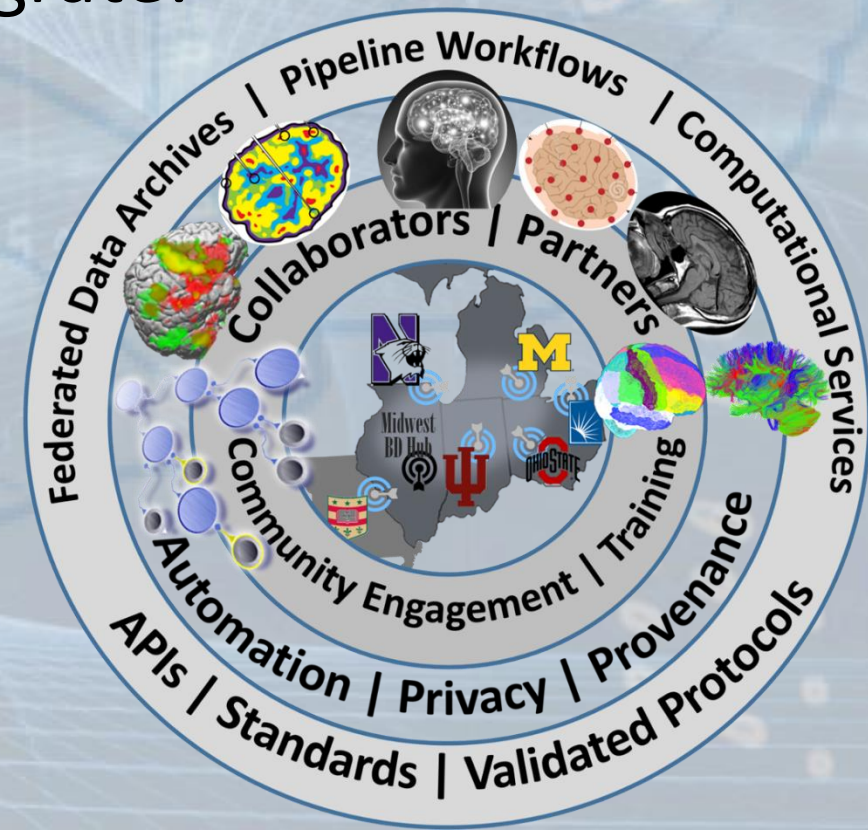 Federated Data Archives | Pipeline Workflows | Computational Services
Collaborators | Partners
N
M
Midwest
BD Hub
IU
OHIO STATE
Community Engagement | Training
Automation | Privacy | Provenance
APIs | Standards | Validated Protocols